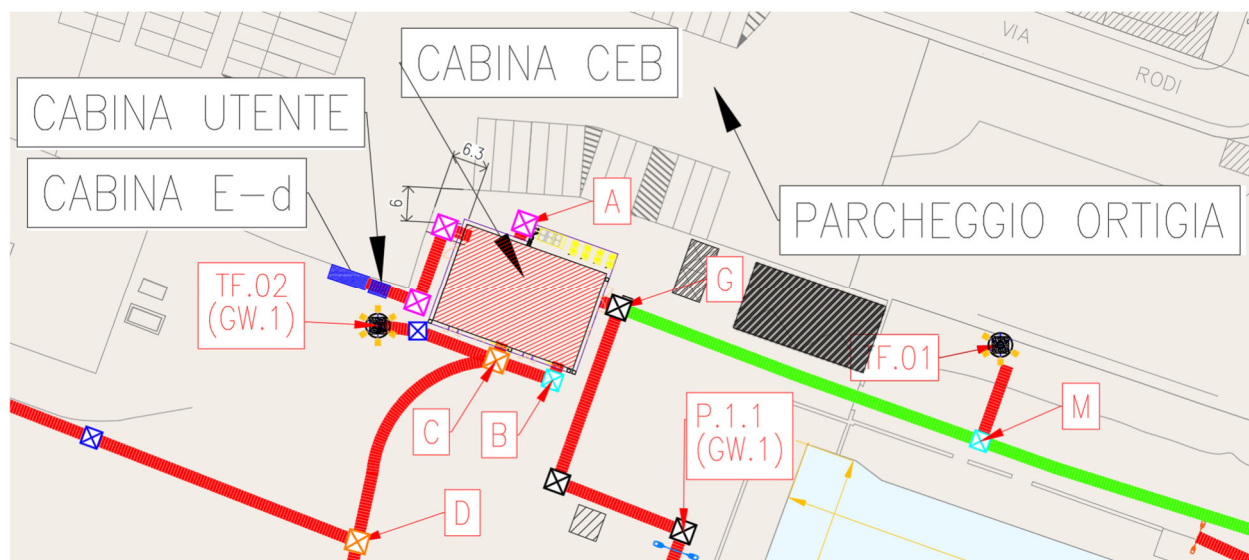 VIA
RODI
CABINA CEB
CABINA UTENTE
CABINA E-d
6.3
6
A
PARCHEGGIO ORTIGIA
TF.02
(GW.1)
G
TF.01
C
B
P.1.1
(GW.1)
M
D